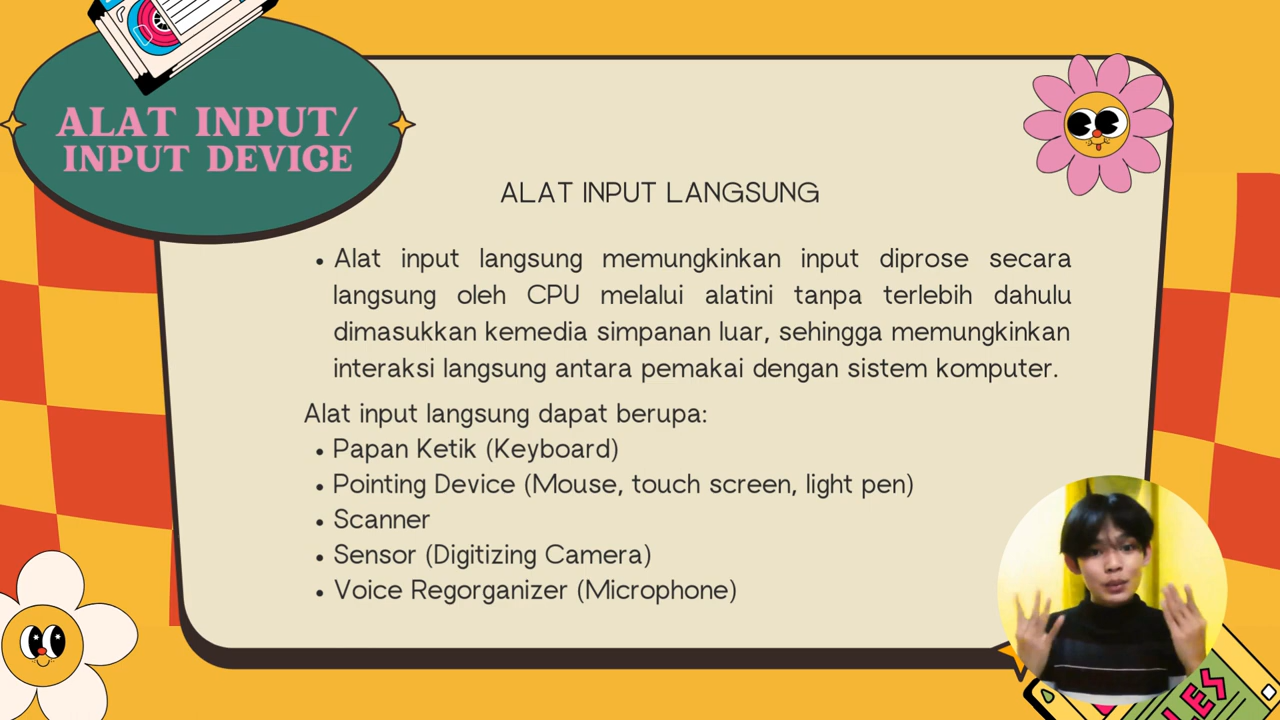 ALAT INPUT/
INPUT DEVICE
ALAT INPUT LANGSUNG
• Alat input langsung memungkinkan input diprose secara
langsung oleh CPU melalui alatini tanpa terlebih dahulu
dimasukkan kemedia simpanan luar, sehingga memungkinkan
interaksi langsung antara pemakai dengan sistem komputer.
Alat input langsung dapat berupa:
• Papan Ketik (Keyboard)
• Pointing Device (Mouse, touch screen, light pen)
• Scanner
• Sensor (Digitizing Camera)
• Voice Regorganizer (Microphone)